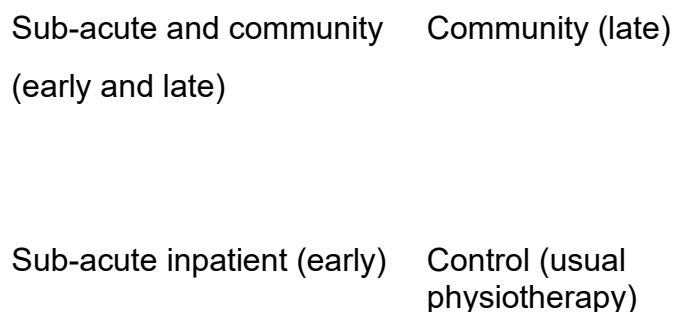 Sub-acute and community
(early and late)
Community (late)
Sub-acute inpatient (early)
Control (usual
physiotherapy)